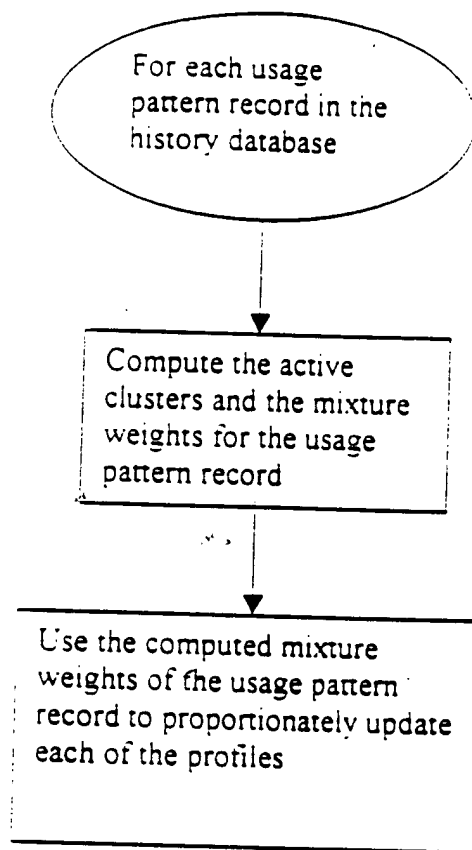 For each usage
pattern record in the
history database
Compute the active
clusters and the mixture
weights for the usage
pattern record
Use the computed mixture
weights of the usage pattern
record to proportionately update
each of the profiles